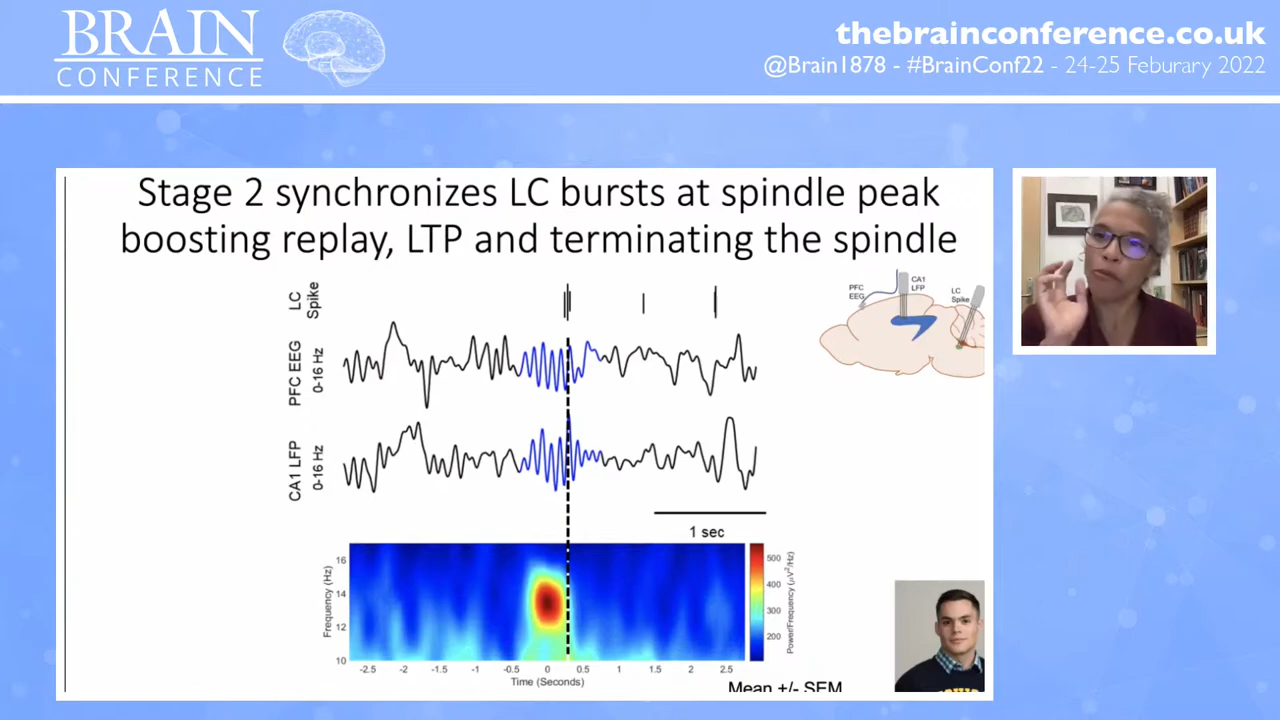 BRAIN
CONFERENCE
thebrainconference.co.uk
@Brain1878 - #BrainConf22 - 24-25 Feburary 2022
Stage 2 synchronizes LC bursts at spindle peak
boosting replay, LTP and terminating the spindle
LC
Spike
PFC EEG
0-16 Hz
CA1 LFP
0-16 Hz
1 sec
PFC
EEG
CA1
LFP
LC
Spike
Frequency (Hz)
16
14
12
10
-2.5 -2 -1.5 -1 -0.5 0 0.5 1 1.5 2 2.5
Time (Seconds)
500
400
300
200
Power/Frequency (μV²/Hz)
Mean +/- SEM